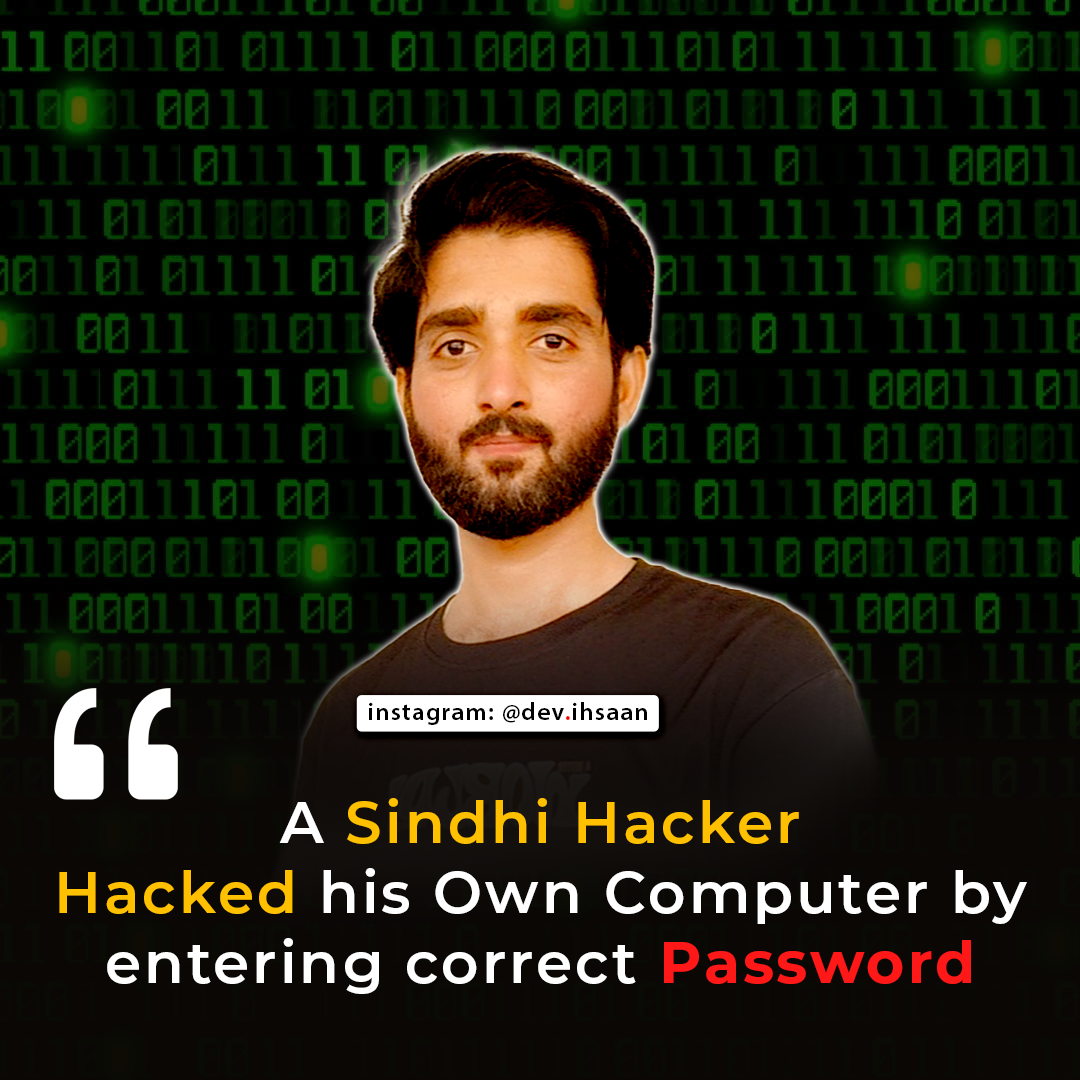 instagram: @dev.ihsaan
“
A Sindhi Hacker
Hacked his Own Computer by
entering correct Password